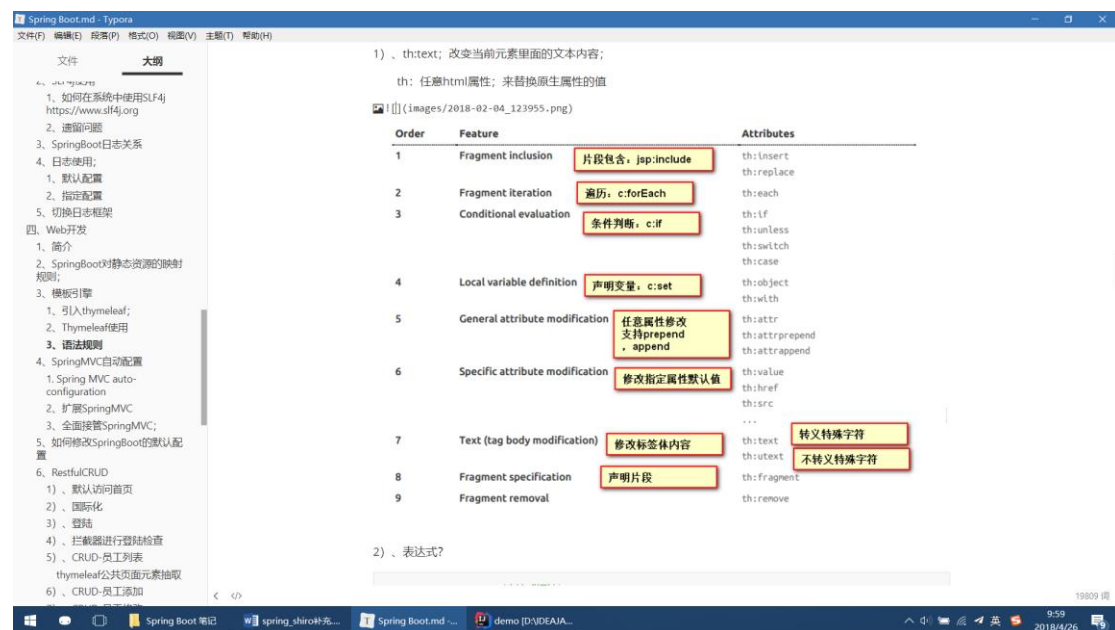 Spring Boot.md - Typora
文件(F) 编辑(E) 段落(P) 格式(O) 视图(V) 主题(T) 帮助(H)
文件 大纲
1、如何在系统中使用SLF4j
https://www.slf4j.org
2、遗留问题
3、SpringBoot日志关系
4、日志使用;
1、默认配置
2、指定配置
5、切换日志框架
四、Web开发
1、简介
2、SpringBoot对静态资源的映射
规则;
3、模板引擎
1、引入thymeleaf;
2、Thymeleaf使用
3、语法规则
4、SpringMVC自动配置
1. Spring MVC auto-
configuration
2、扩展SpringMVC
3、全面接管SpringMVC;
5、如何修改SpringBoot的默认配
置
6、RestfulCRUD
1)、默认访问首页
2)、国际化
3)、登陆
4)、拦截器进行登陆检查
5)、CRUD-员工列表
thymeleaf公共页面元素抽取
6)、CRUD-员工添加
1)、th:text;改变当前元素里面的文本内容;
th:任意html属性;来替换原生属性的值
![](images/2018-02-04_123955.png)
Order Feature Attributes
1 Fragment inclusion 片段包含:jsp:include th:insert
th:replace
2 Fragment iteration 遍历:c:forEach th:each
3 Conditional evaluation 条件判断:c:if th:if
th:unless
th:switch
th:case
4 Local variable definition 声明变量:c:set th:object
th:with
5 General attribute modification 任意属性修改 th:attr
支持prepend th:attrprepend
,append th:attrappend
6 Specific attribute modification 修改指定属性默认值 th:value
th:href
th:src
...
7 Text (tag body modification) 修改标签体内容 th:text 转义特殊字符
th:utext 不转义特殊字符
8 Fragment specification 声明片段 th:fragment
9 Fragment removal th:remove
2)、表达式?
19809 词
Spring Boot 笔记 spring_shiro补充.... Spring Boot.md -... demo [D:\IDEAJA... 英 9:59
2018/4/26